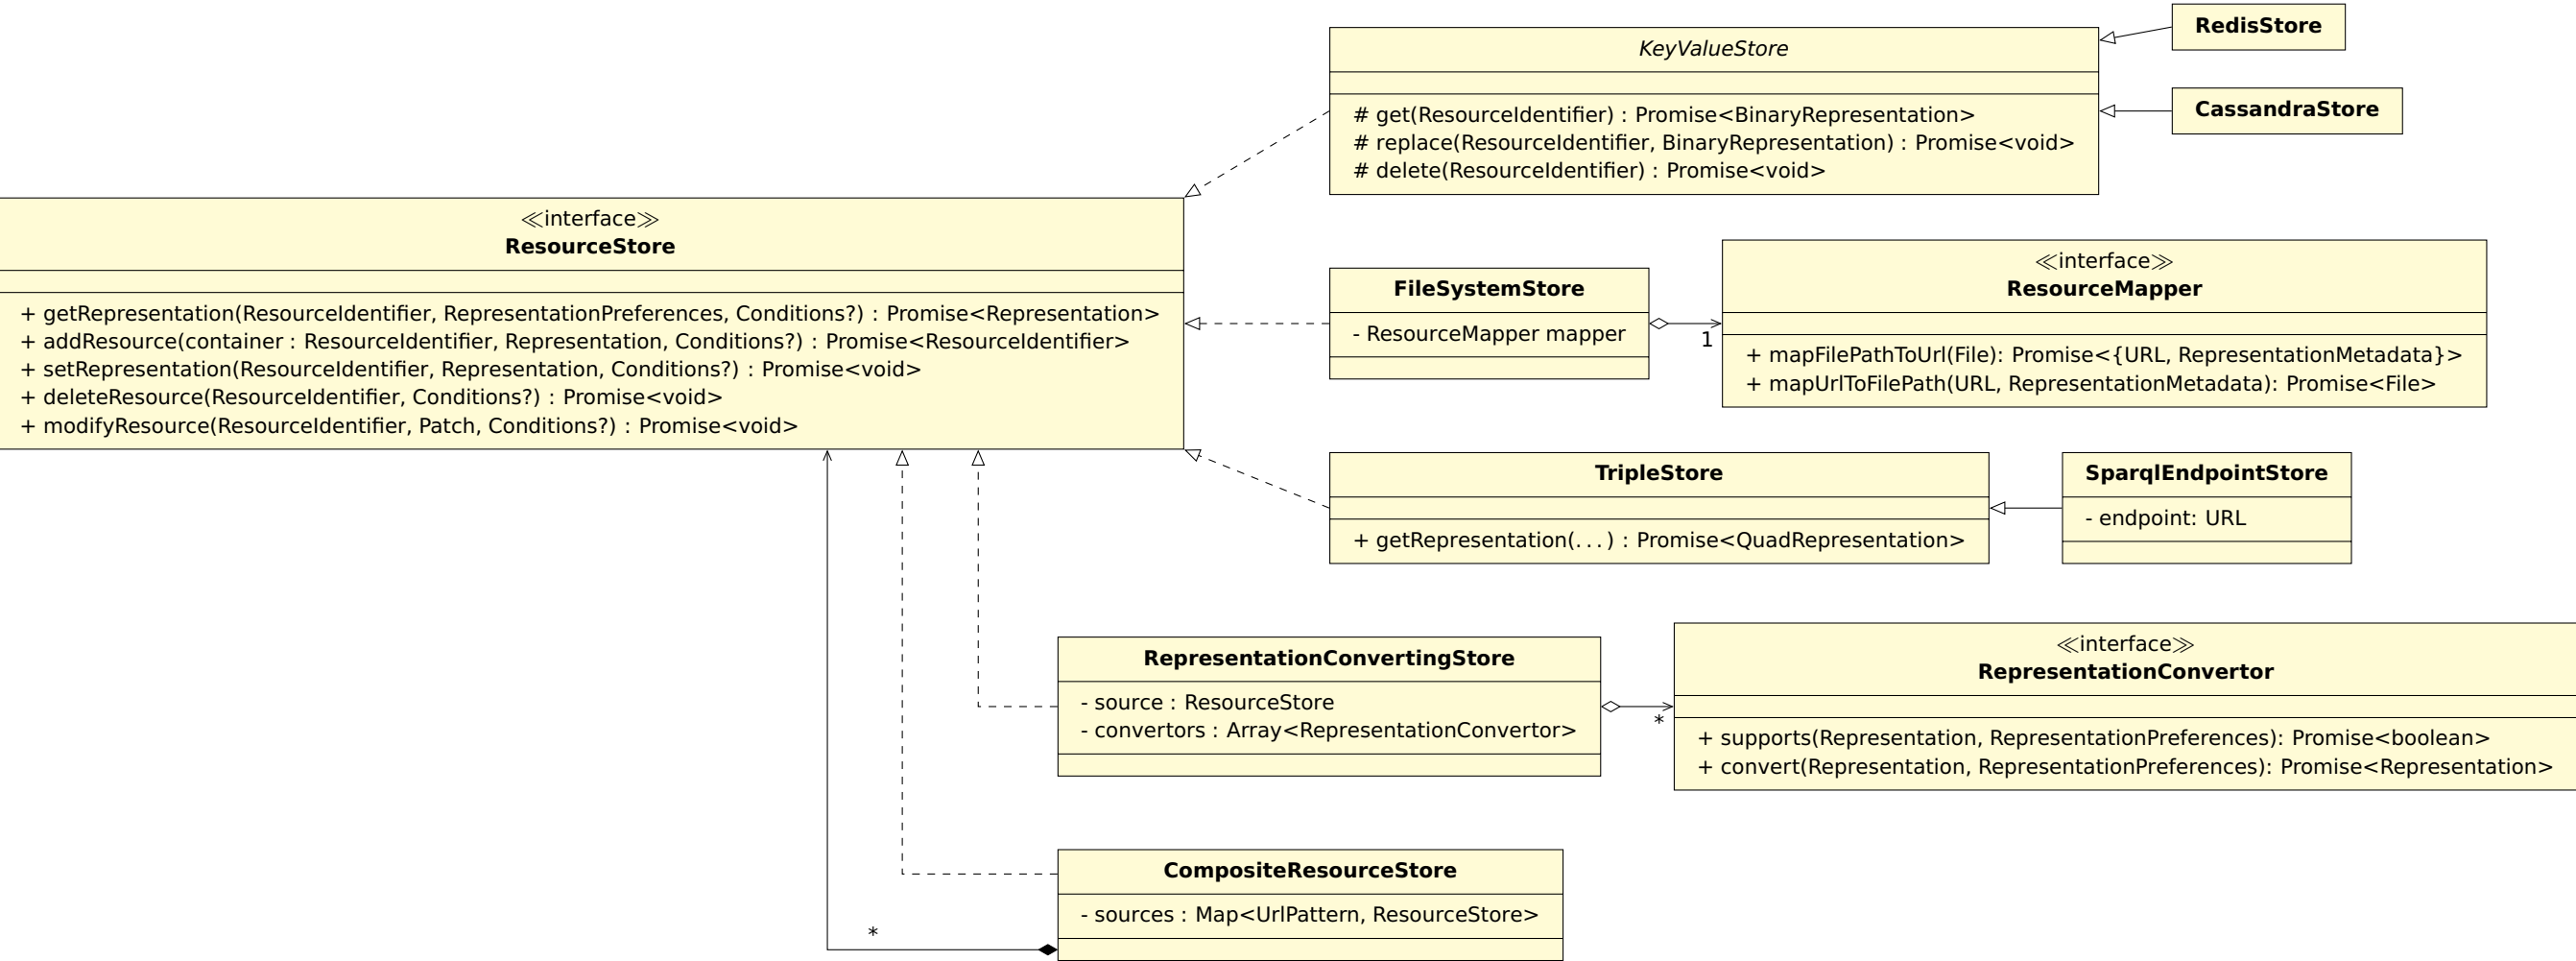 RedisStore
KeyValueStore
CassandraStore
# get(ResourceIdentifier) : Promise<BinaryRepresentation>
# replace(ResourceIdentifier, BinaryRepresentation) : Promise<void>
# delete(ResourceIdentifier) : Promise<void>
≪interface≫
ResourceStore
+ getRepresentation(ResourceIdentifier, RepresentationPreferences, Conditions?) : Promise<Representation>
+ addResource(container : ResourceIdentifier, Representation, Conditions?) : Promise<ResourceIdentifier>
+ setRepresentation(ResourceIdentifier, Representation, Conditions?) : Promise<void>
+ deleteResource(ResourceIdentifier, Conditions?) : Promise<void>
+ modifyResource(ResourceIdentifier, Patch, Conditions?) : Promise<void>
FileSystemStore
- ResourceMapper mapper
1
≪interface≫
ResourceMapper
+ mapFilePathToUrl(File): Promise<{URL, RepresentationMetadata}>
+ mapUrlToFilePath(URL, RepresentationMetadata): Promise<File>
TripleStore
+ getRepresentation(...) : Promise<QuadRepresentation>
SparqlEndpointStore
- endpoint: URL
RepresentationConvertingStore
- source : ResourceStore
- convertors : Array<RepresentationConvertor>
*
≪interface≫
RepresentationConvertor
+ supports(Representation, RepresentationPreferences): Promise<boolean>
+ convert(Representation, RepresentationPreferences): Promise<Representation>
CompositeResourceStore
- sources : Map<UrlPattern, ResourceStore>
*